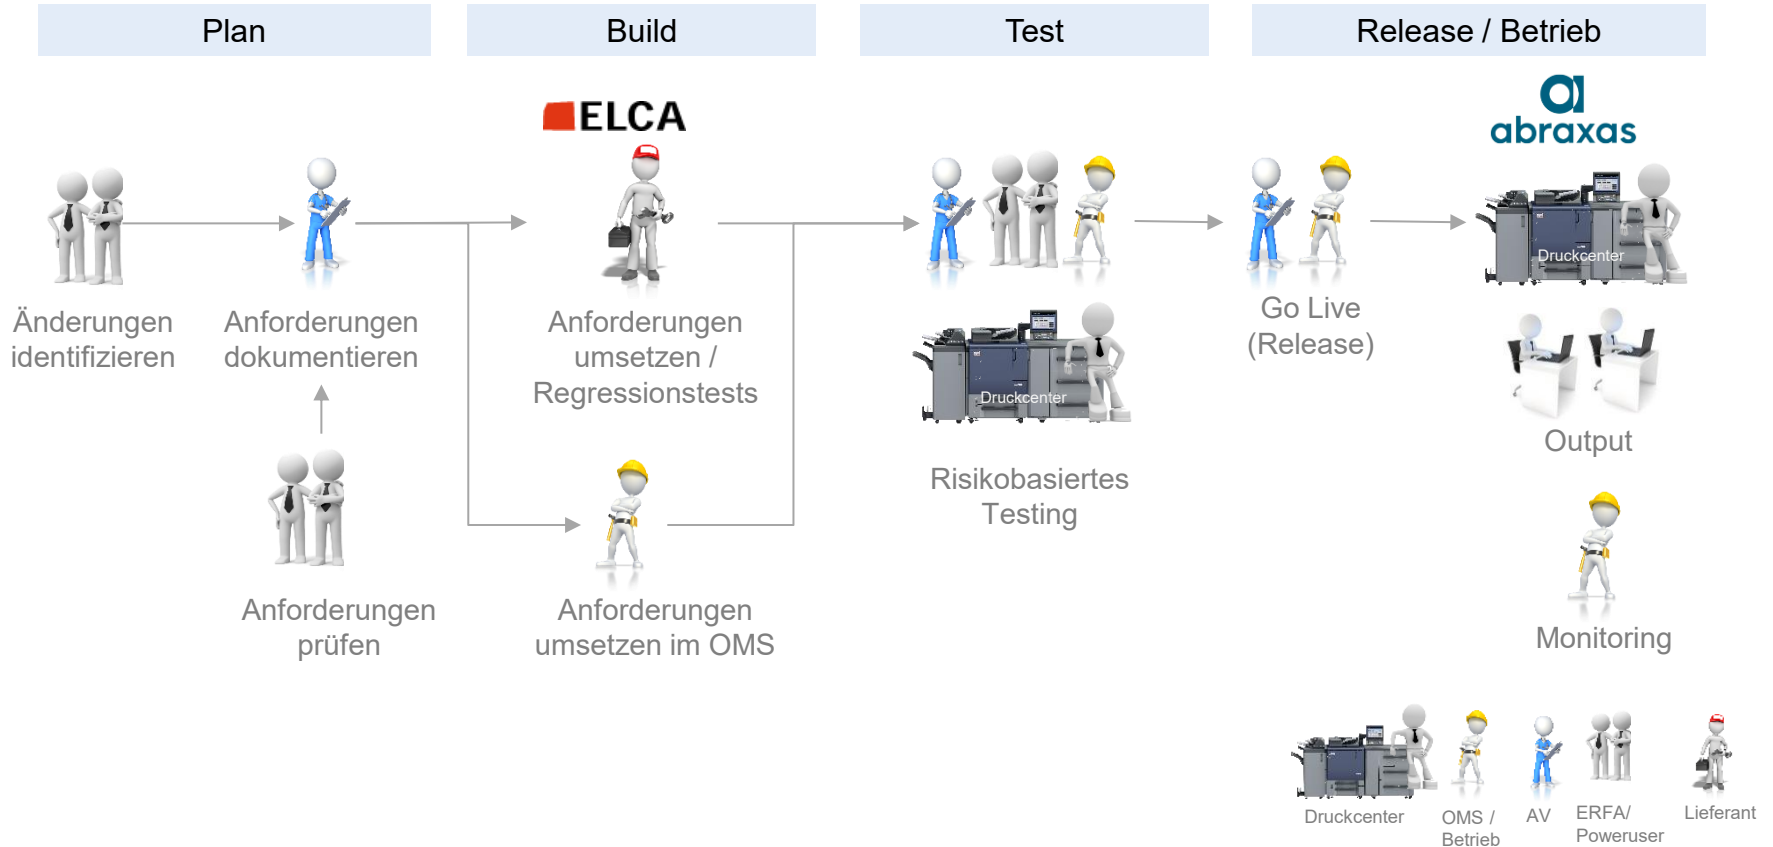 Plan
Build
Test
Release / Betrieb
ELCA
abraxas
Änderungen
identifizieren
Anforderungen
dokumentieren
Anforderungen
umsetzen /
Regressionstests
Druckcenter
Risikobasiertes
Testing
Go Live
(Release)
Druckcenter
Output
Anforderungen
prüfen
Anforderungen
umsetzen im OMS
Monitoring
Druckcenter
OMS /
Betrieb
AV
ERFA/
Poweruser
Lieferant